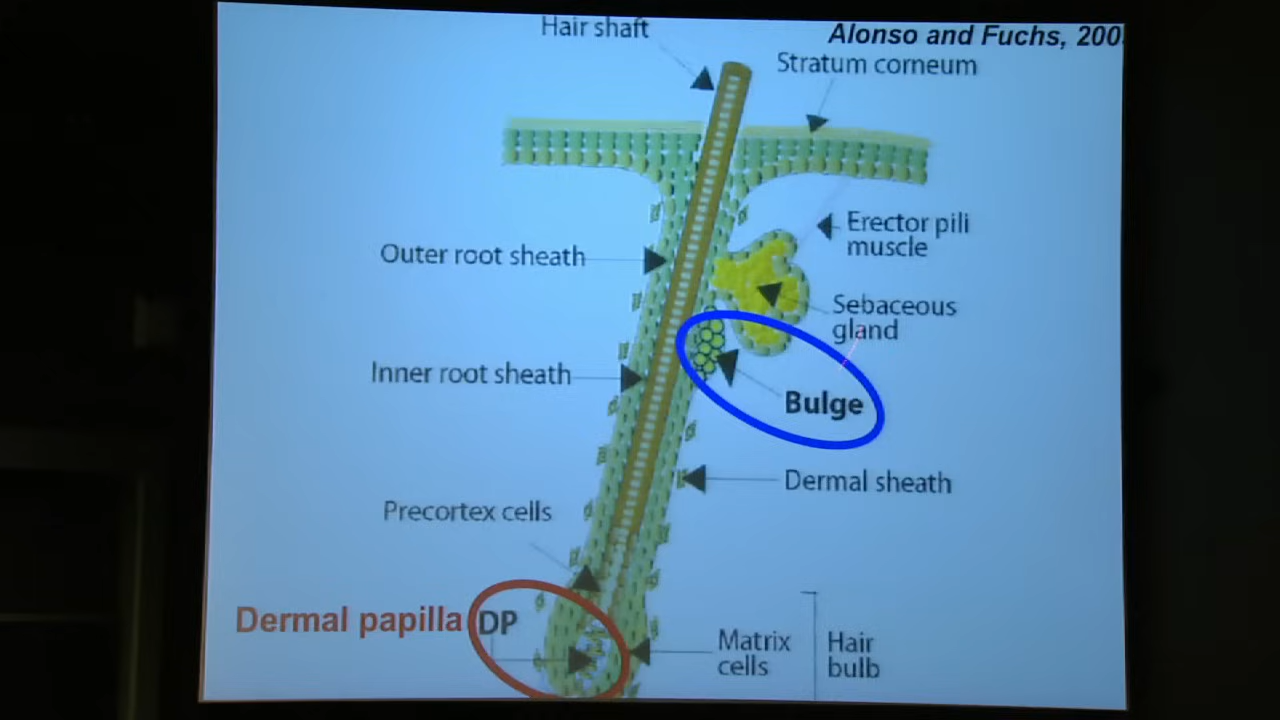 Hair shaft
Alonso and Fuchs, 200
Stratum corneum
Erector pili
muscle
Outer root sheath
Sebaceous
gland
Inner root sheath
Bulge
Dermal sheath
Precortex cells
Dermal papilla
DP
Matrix
cells
Hair
bulb